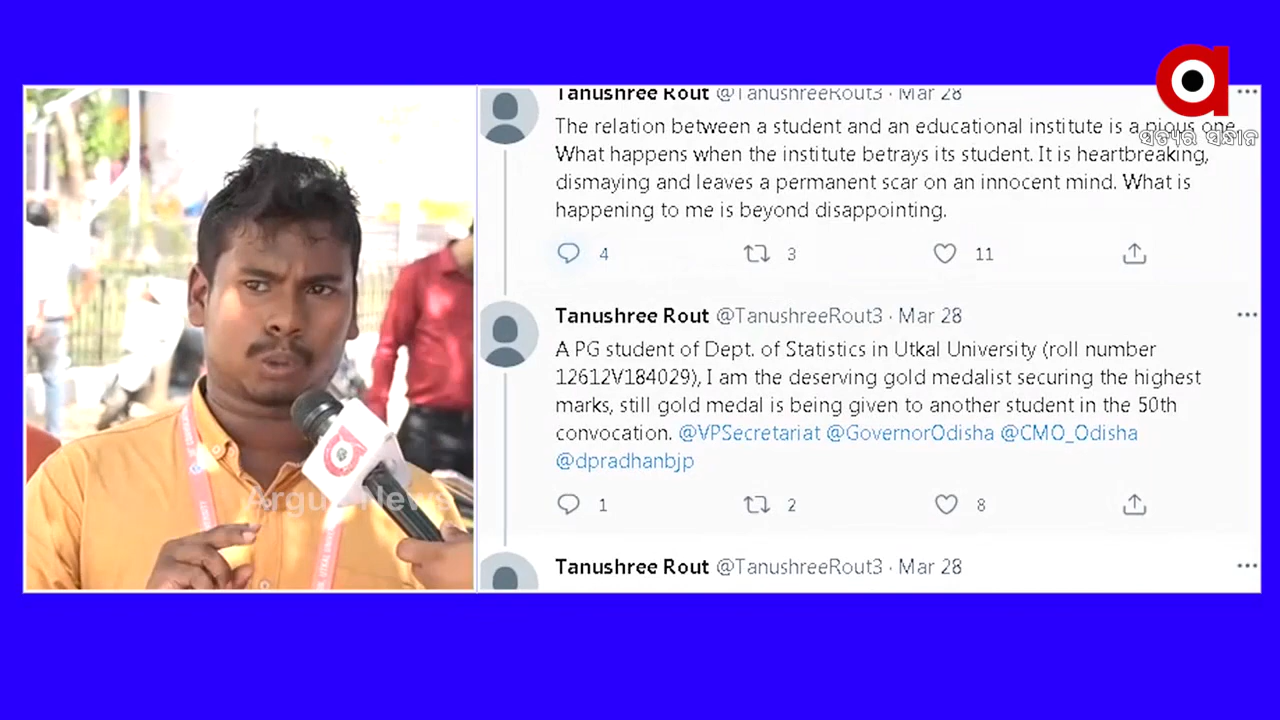 Tanushree Rout @TanushreeRout3 · Mar 28
The relation between a student and an educational institute is a pious one.
What happens when the institute betrays its student. It is heartbreaking,
dismaying and leaves a permanent scar on an innocent mind. What is
happening to me is beyond disappointing.
4 3 11
Tanushree Rout @TanushreeRout3 · Mar 28
A PG student of Dept. of Statistics in Utkal University (roll number
12612V184029), I am the deserving gold medalist securing the highest
marks, still gold medal is being given to another student in the 50th
convocation. @VPSecretariat @GovernorOdisha @CMO_Odisha
@dpradhanbjp
1 2 8
Tanushree Rout @TanushreeRout3 · Mar 28
Argus News